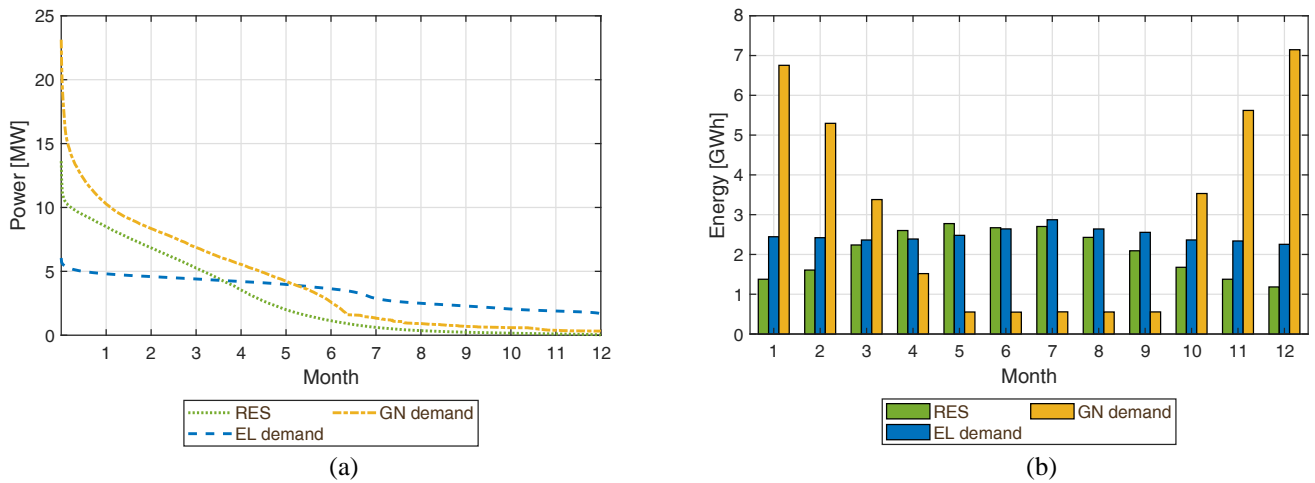 25
20
15
10
5
0
Power [MW]
1 2 3 4 5 6 7 8 9 10 11 12
Month
RES GN demand
EL demand
(a)
8
7
6
5
4
3
2
1
0
Energy [GWh]
1 2 3 4 5 6 7 8 9 10 11 12
Month
RES GN demand
EL demand
(b)